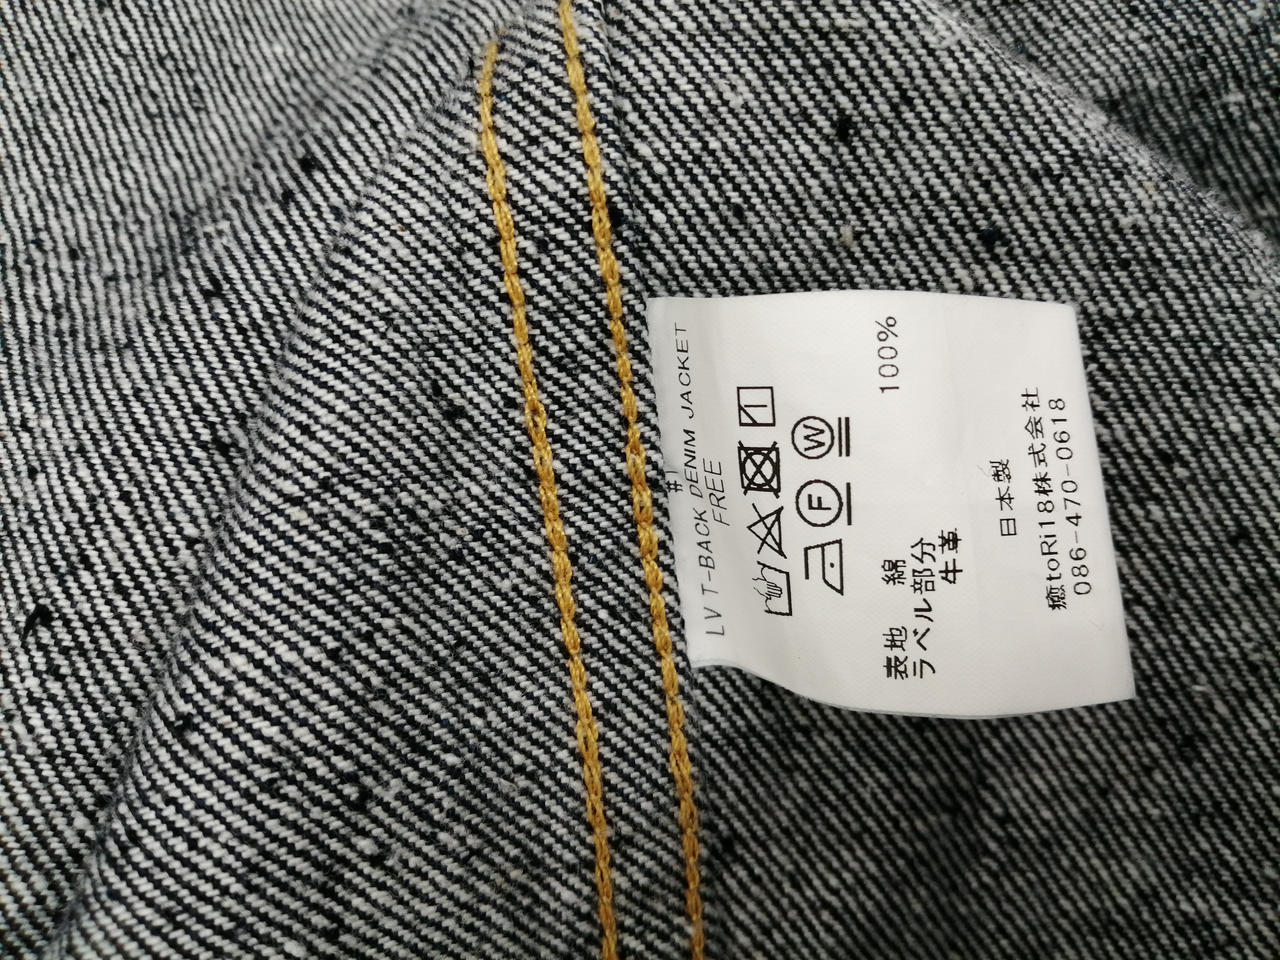 #1
LV T-BACK DENIM JACKET
FREE
F W
表地 綿 100%
ラベル部分
牛革
日本製
癒toRi18株式会社
086-470-0618